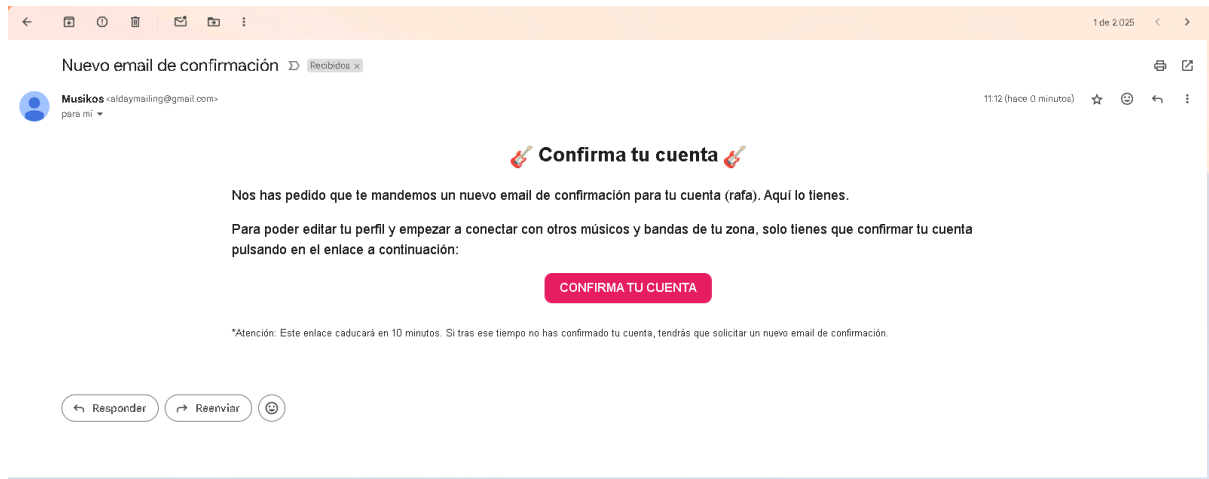 1 de 2.025
Nuevo email de confirmación Recibidos ×
Musikos <aldaymailing@gmail.com>
11:12 (hace 0 minutos)
para mí
Confirma tu cuenta
Nos has pedido que te mandemos un nuevo email de confirmación para tu cuenta (rafa). Aquí lo tienes.
Para poder editar tu perfil y empezar a conectar con otros músicos y bandas de tu zona, solo tienes que confirmar tu cuenta
pulsando en el enlace a continuación:
CONFIRMA TU CUENTA
*Atención: Este enlace caducará en 10 minutos. Si tras ese tiempo no has confirmado tu cuenta, tendrás que solicitar un nuevo email de confirmación.
Responder
Reenviar